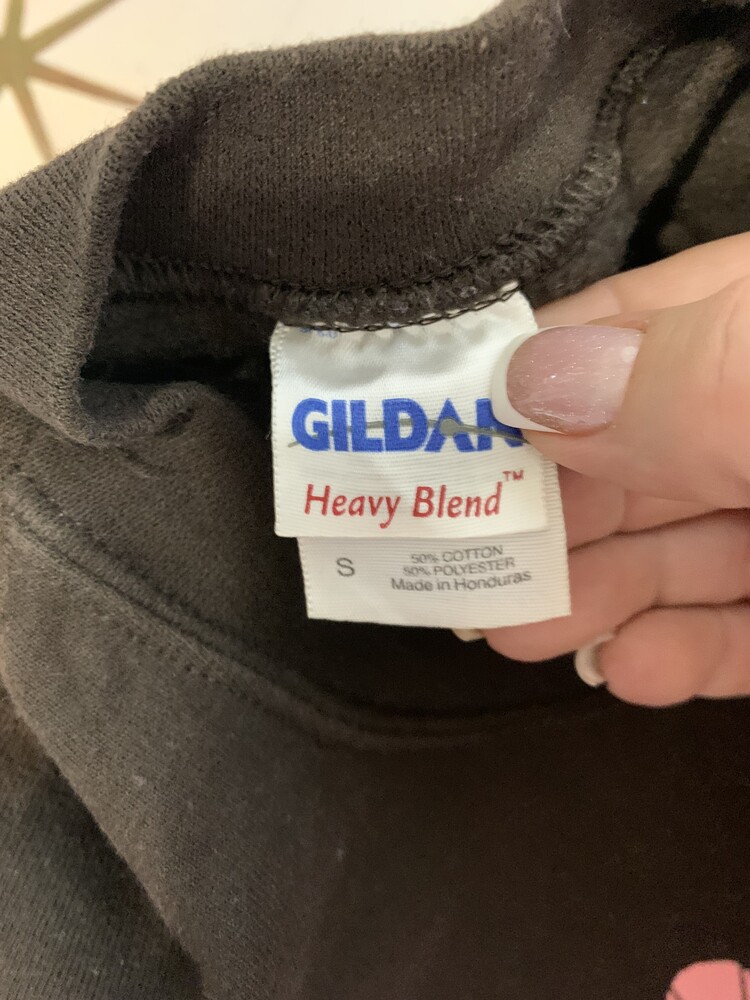 GILDAN
Heavy Blend™
S
50% COTTON
50% POLYESTER
Made in Honduras